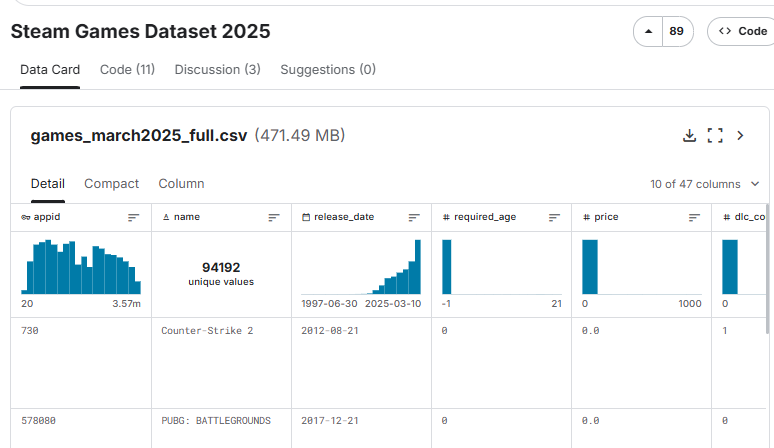 Steam Games Dataset 2025
89
Code
Data Card Code (11) Discussion (3) Suggestions (0)
games_march2025_full.csv (471.49 MB)
Detail Compact Column
10 of 47 columns
appid name release_date required_age price dlc_co
94192
unique values
20 3.57m 1997-06-30 2025-03-10 -1 21 0 1000 0
730 Counter-Strike 2 2012-08-21 0 0.0 1
578080 PUBG: BATTLEGROUNDS 2017-12-21 0 0.0 0